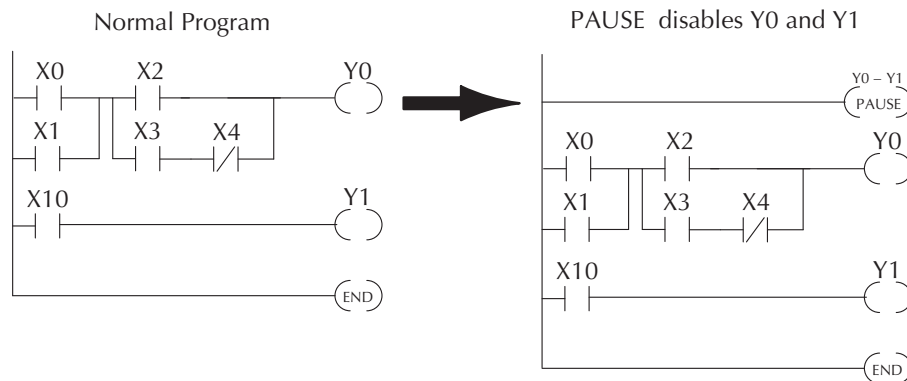 Normal Program
X0 X2 Y0
X1 X3 X4
X10 Y1
END
PAUSE disables Y0 and Y1
Y0 – Y1
PAUSE
X0 X2 Y0
X1 X3 X4
X10 Y1
END